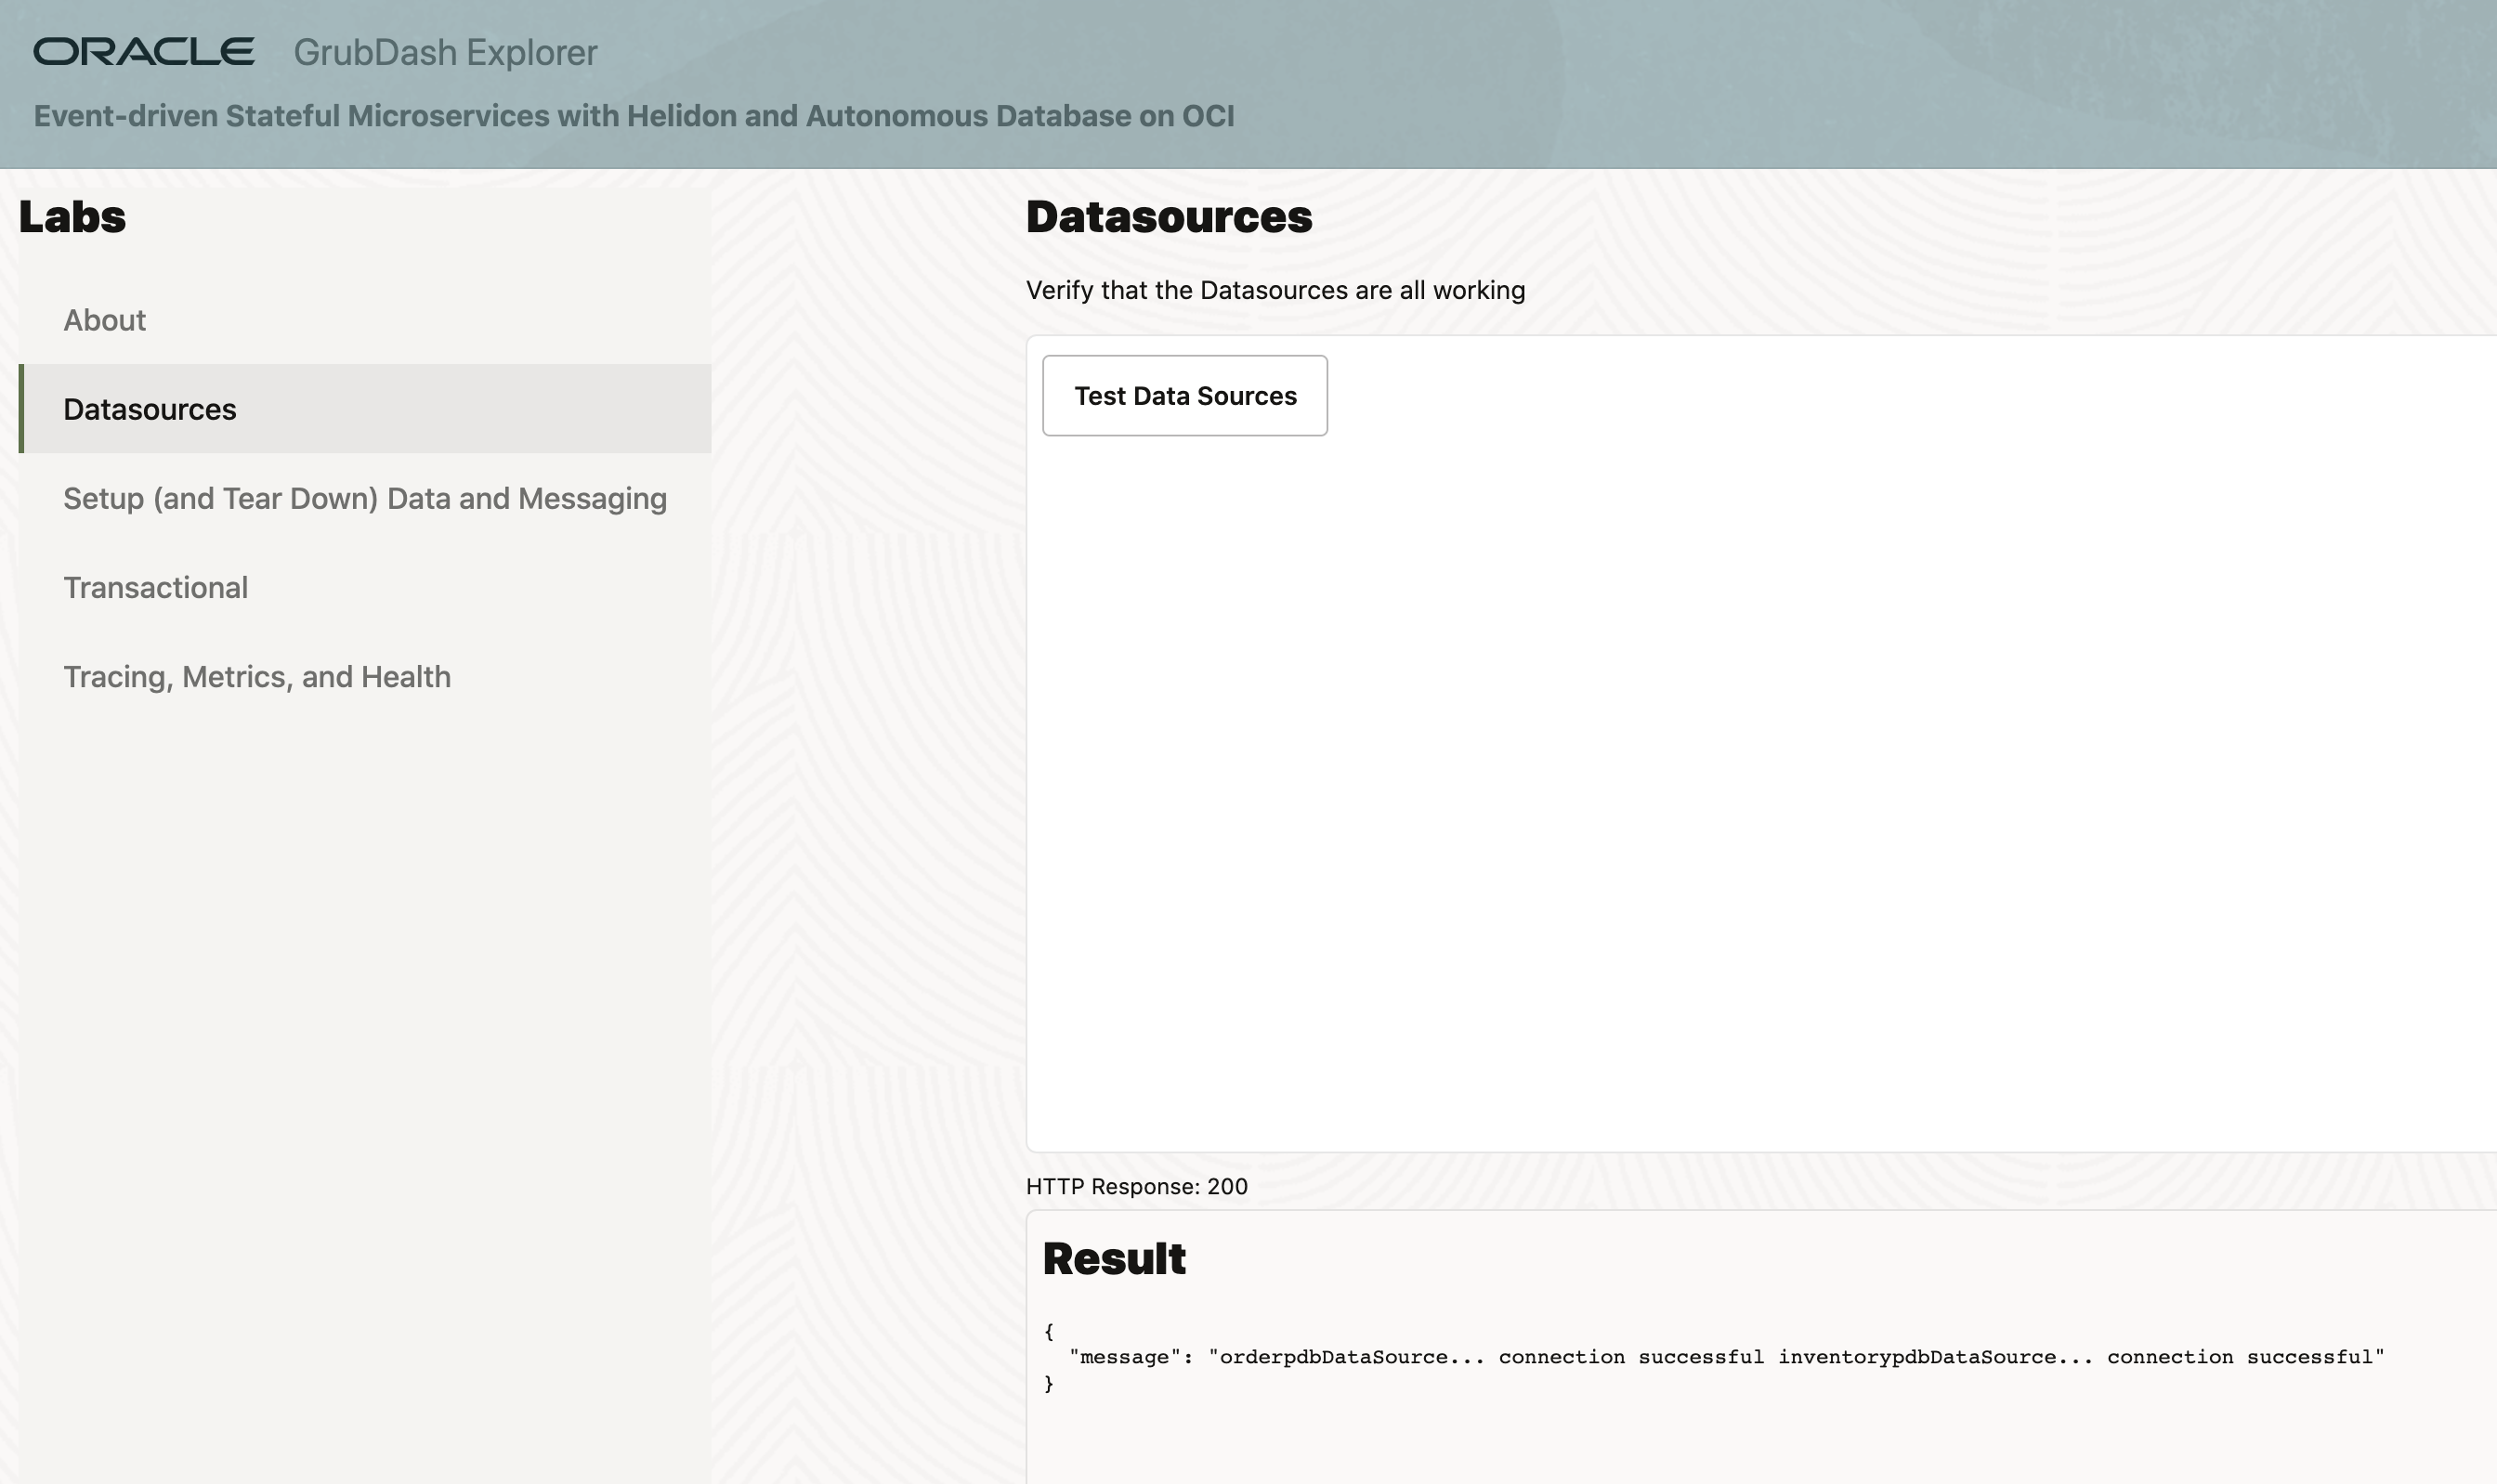 ORACLE GrubDash Explorer
Event-driven Stateful Microservices with Helidon and Autonomous Database on OCI
Labs
About
Datasources
Setup (and Tear Down) Data and Messaging
Transactional
Tracing, Metrics, and Health
Datasources
Verify that the Datasources are all working
Test Data Sources
HTTP Response: 200
Result
{
  "message": "orderpdbDataSource... connection successful inventorypdbDataSource... connection successful"
}